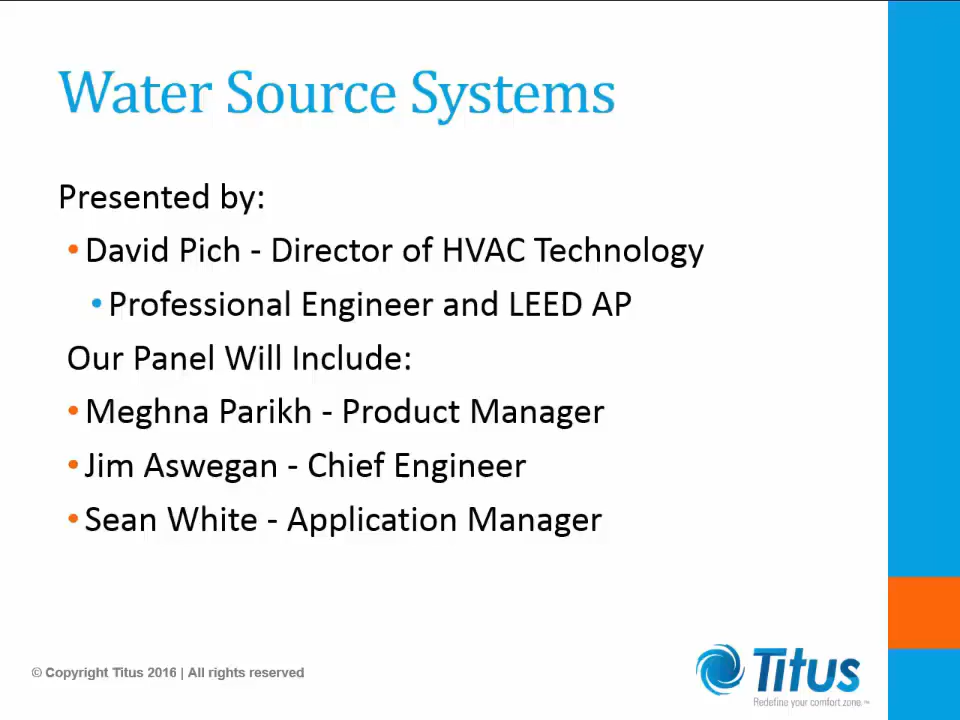 Water Source Systems
Presented by:
• David Pich - Director of HVAC Technology
• Professional Engineer and LEED AP
Our Panel Will Include:
• Meghna Parikh - Product Manager
• Jim Aswegan - Chief Engineer
• Sean White - Application Manager
© Copyright Titus 2016 | All rights reserved
Titus
Redefine your comfort zone.™